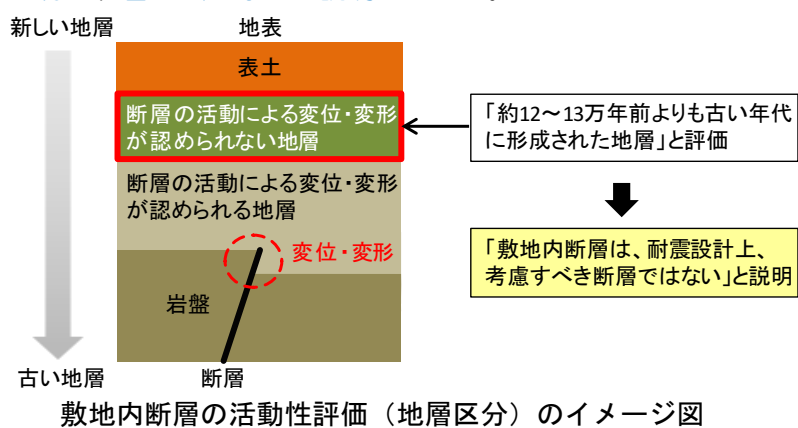 新しい地層
地表
表土
断層の活動による変位・変形
が認められない地層
「約12～13万年前よりも古い年代
に形成された地層」と評価
断層の活動による変位・変形
が認められる地層
変位・変形
「敷地内断層は、耐震設計上、
考慮すべき断層ではない」と説明
岩盤
古い地層
断層
敷地内断層の活動性評価（地層区分）のイメージ図